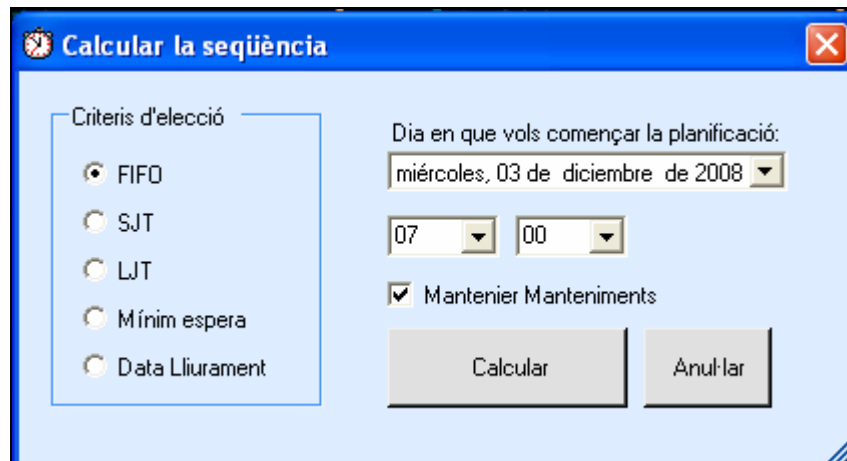 Calcular la seqüència
Criteris d'elecció
FIFO
SJT
LJT
Mínim espera
Data Lliurament
Dia en que vols començar la planificació:
miércoles, 03 de diciembre de 2008
07 00
Mantenier Manteniments
Calcular Anul·lar